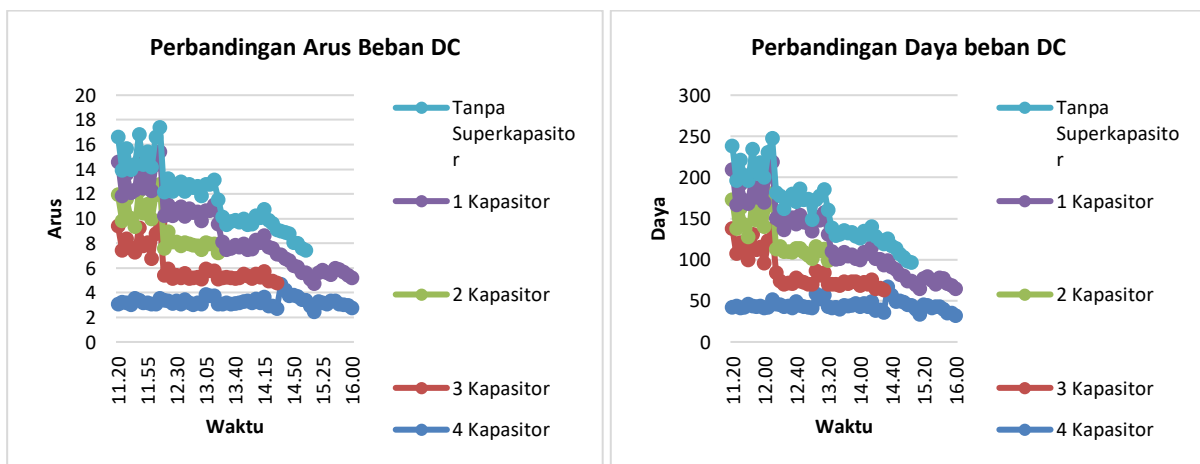 Perbandingan Arus Beban DC
20
18
16
14
12
10
8
6
4
2
0
Arus
11.20
11.55
12.30
13.05
13.40
14.15
14.50
15.25
16.00
Waktu
Tanpa
Superkapasito
r
1 Kapasitor
2 Kapasitor
3 Kapasitor
4 Kapasitor
Perbandingan Daya beban DC
300
250
200
150
100
50
0
Daya
11.20
12.00
12.40
13.20
14.00
14.40
15.20
16.00
Waktu
Tanpa
Superkapasito
r
1 Kapasitor
2 Kapasitor
3 Kapasitor
4 Kapasitor